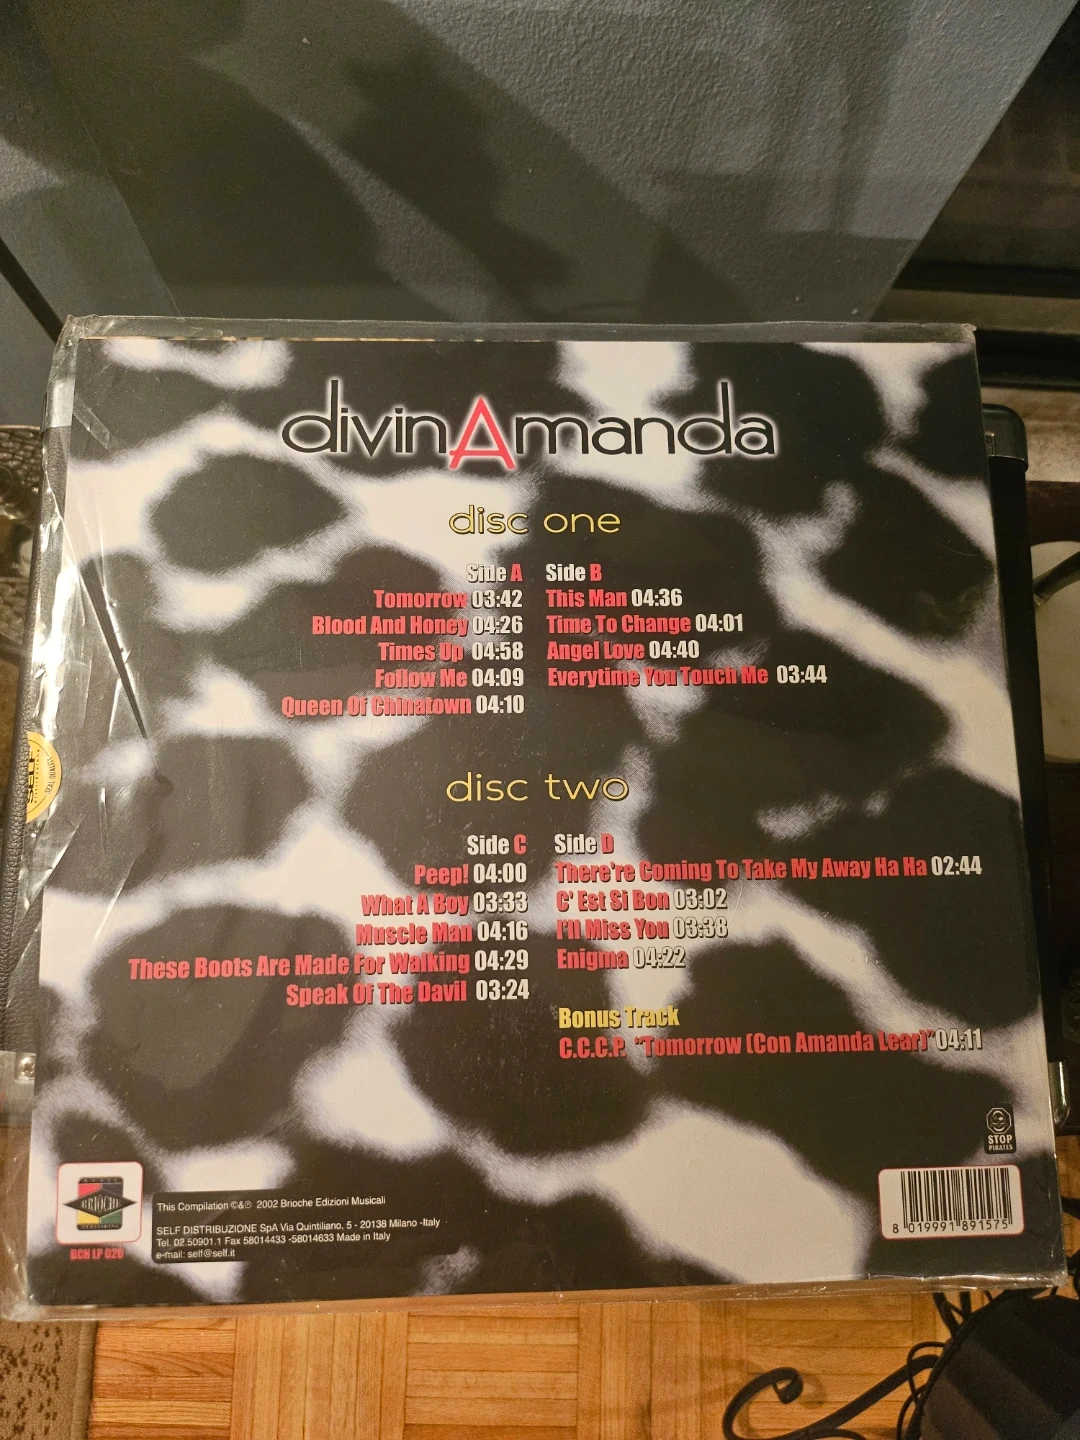 divinAmanda
disc one
Side A
Tomorrow 03:42
Blood And Honey 04:26
Times Up 04:58
Follow Me 04:09
Queen Of Chinatown 04:10
Side B
This Man 04:36
Time To Change 04:01
Angel Love 04:40
Everytime You Touch Me 03:44
disc two
Side C
Peep! 04:00
What A Boy 03:33
Muscle Man 04:16
These Boots Are Made For Walking 04:29
Speak Of The Davil 03:24
Side D
There're Coming To Take My Away Ha Ha 02:44
C'Est Si Bon 03:02
I'll Miss You 03:38
Enigma 04:22
Bonus Track
C.C.C.P. "Tomorrow (Con Amanda Lear)" 04:11
STOP
PIRATES
BRIOCHE
BCH LP 020
This Compilation ©&℗ 2002 Brioche Edizioni Musicali
SELF DISTRIBUZIONE SpA Via Quintiliano. 5 - 20138 Milano -Italy
Tel. 02.50901.1 Fax 58014433 -58014633 Made in Italy
e-mail: self@self.it
8 019991 891575